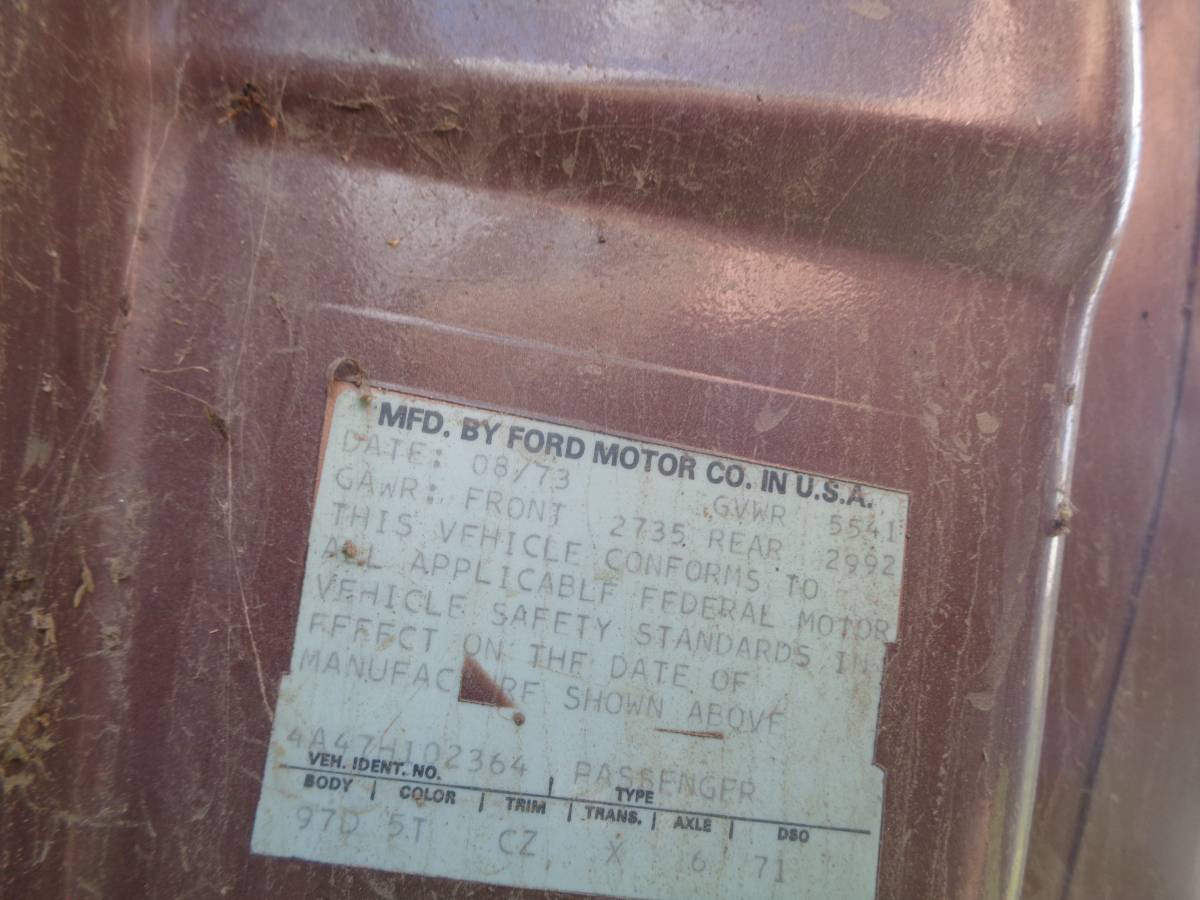 MFD. BY FORD MOTOR CO. IN U.S.A.
DATE: 08/73 GVWR 5541
GAWR: FRONT 2735 REAR 2992
THIS VEHICLE CONFORMS TO
ALL APPLICABLE FEDERAL MOTOR
VEHICLE SAFETY STANDARDS IN
EFFECT ON THE DATE OF
MANUFAC RE SHOWN ABOVE
4A47H102364 PASSENGER
VEH. IDENT. NO. TYPE
BODY | COLOR | TRIM | TRANS. | AXLE | DSO
97D 5T CZ X 6 71